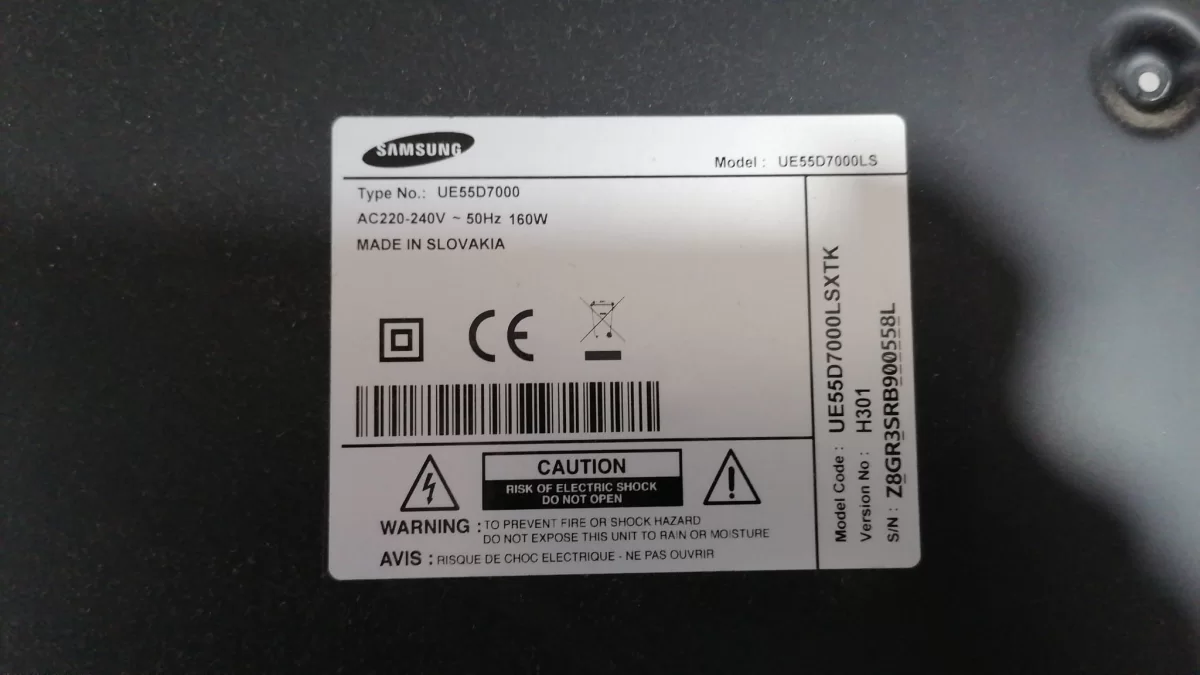 SAMSUNG
Model : UE55D7000LS
Type No.: UE55D7000
AC220-240V ~ 50Hz 160W
MADE IN SLOVAKIA
CE
CAUTION
RISK OF ELECTRIC SHOCK
DO NOT OPEN
WARNING : TO PREVENT FIRE OR SHOCK HAZARD
DO NOT EXPOSE THIS UNIT TO RAIN OR MOISTURE
AVIS : RISQUE DE CHOC ELECTRIQUE - NE PAS OUVRIR
Model Code : UE55D7000LSXTK
Version No : H301
S/N : Z8GR3SRB900558L